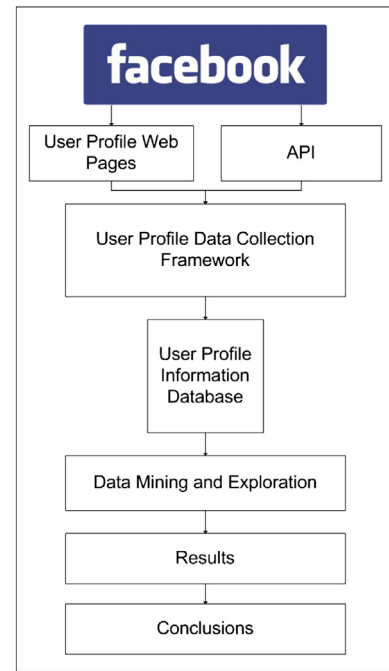 facebook
User Profile Web
Pages
API
User Profile Data Collection
Framework
User Profile
Information
Database
Data Mining and Exploration
Results
Conclusions